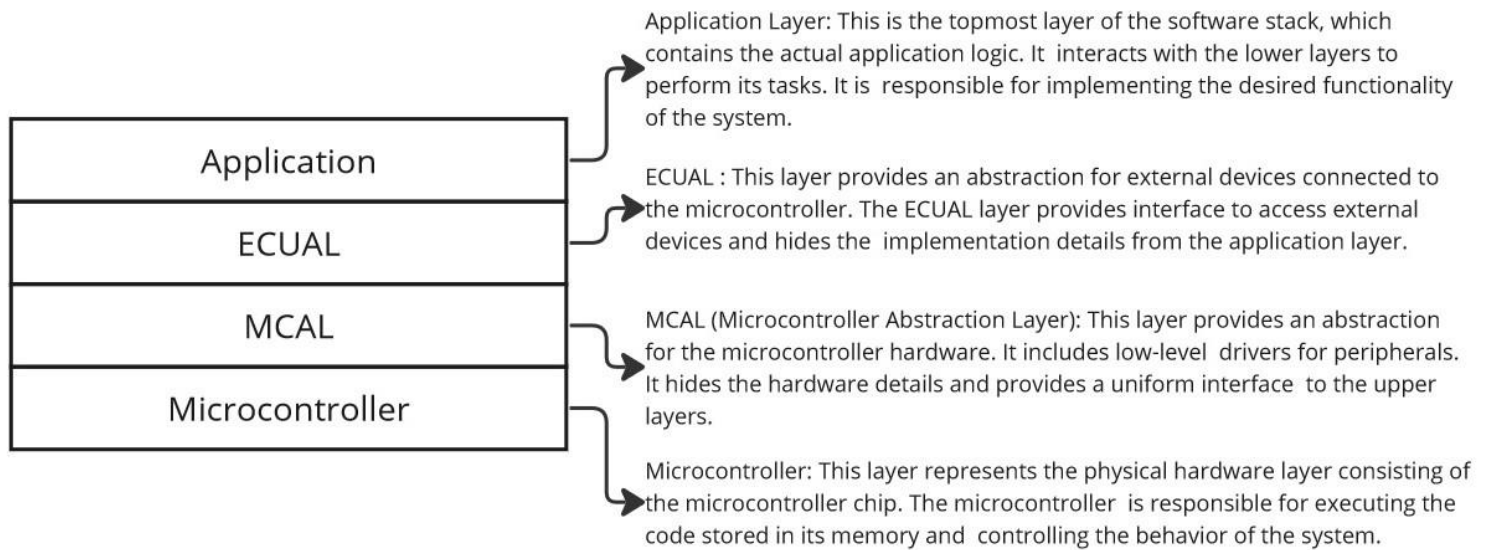 Application
ECUAL
MCAL
Microcontroller
Application Layer: This is the topmost layer of the software stack, which
contains the actual application logic. It interacts with the lower layers to
perform its tasks. It is responsible for implementing the desired functionality
of the system.
ECUAL : This layer provides an abstraction for external devices connected to
the microcontroller. The ECUAL layer provides interface to access external
devices and hides the implementation details from the application layer.
MCAL (Microcontroller Abstraction Layer): This layer provides an abstraction
for the microcontroller hardware. It includes low-level drivers for peripherals.
It hides the hardware details and provides a uniform interface to the upper
layers.
Microcontroller: This layer represents the physical hardware layer consisting of
the microcontroller chip. The microcontroller is responsible for executing the
code stored in its memory and controlling the behavior of the system.